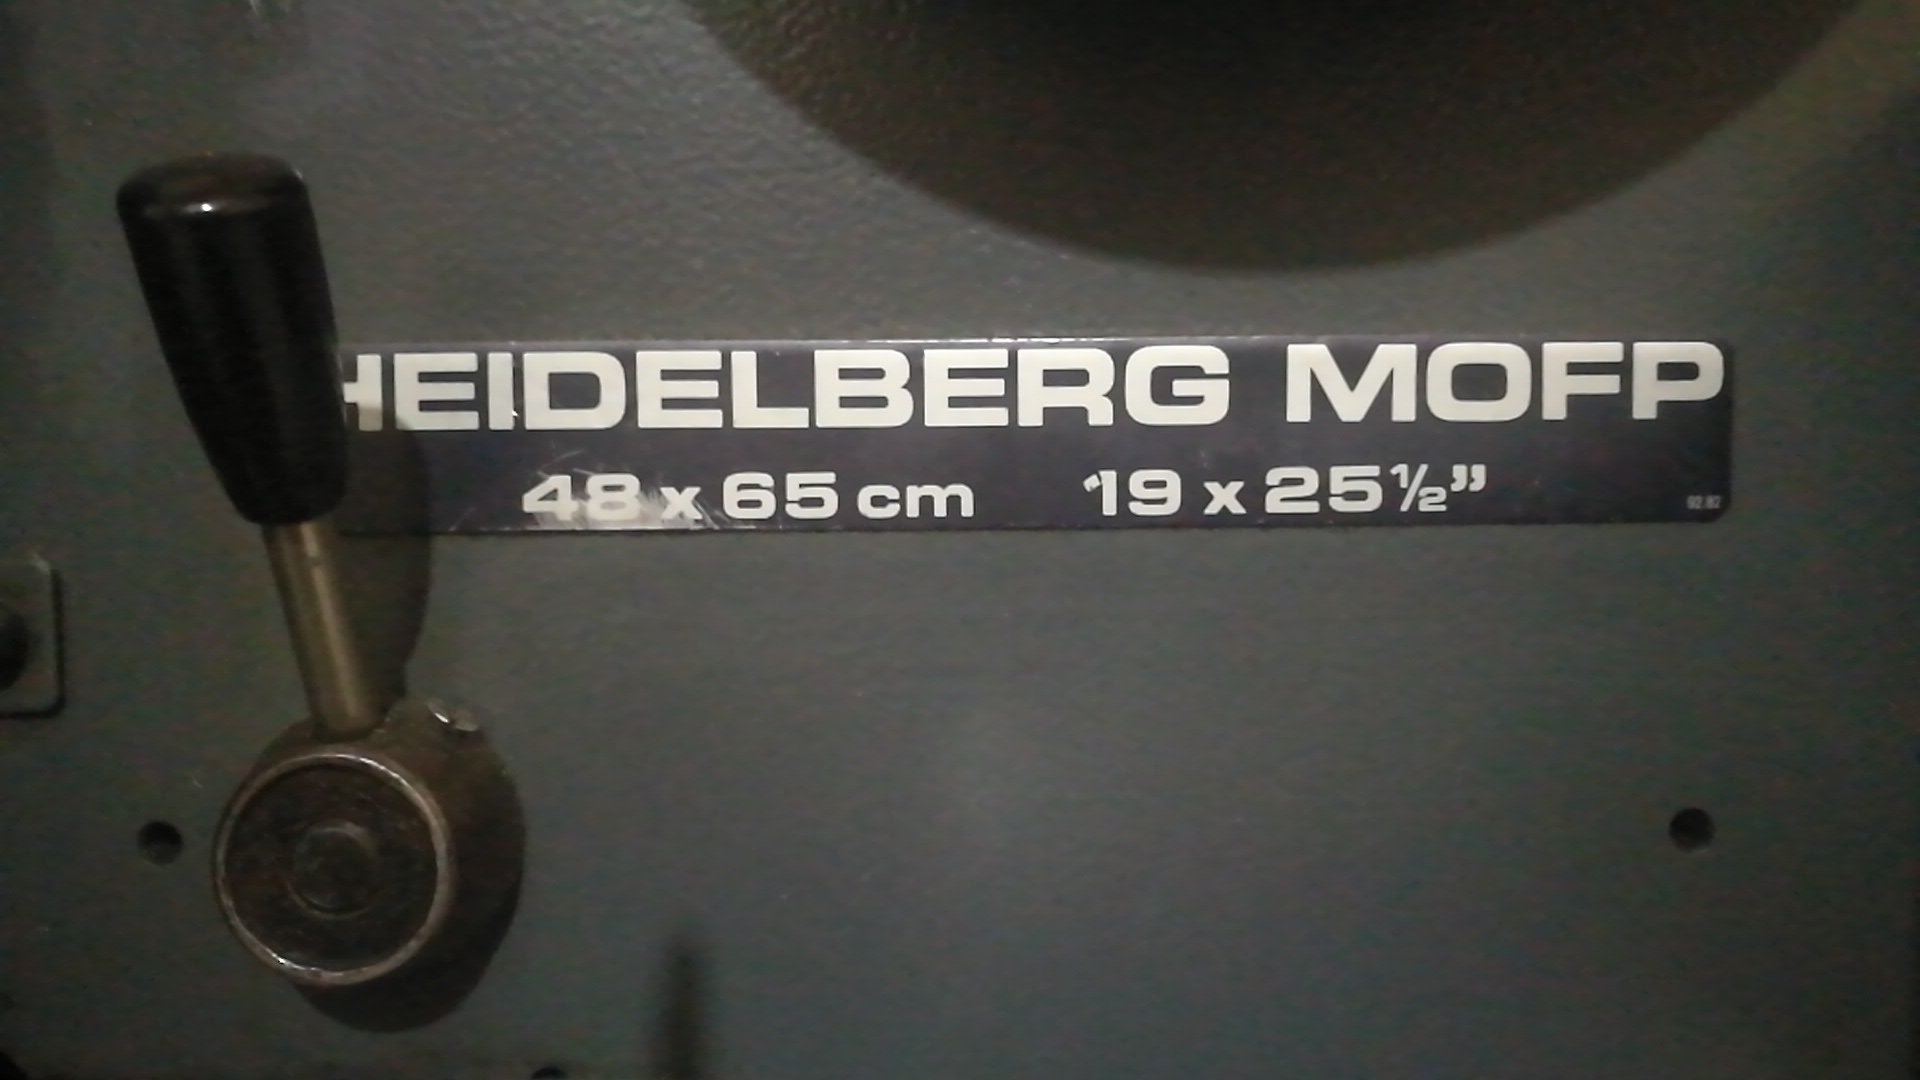 HEIDELBERG MOFP
48 x 65 cm 19 x 25½”